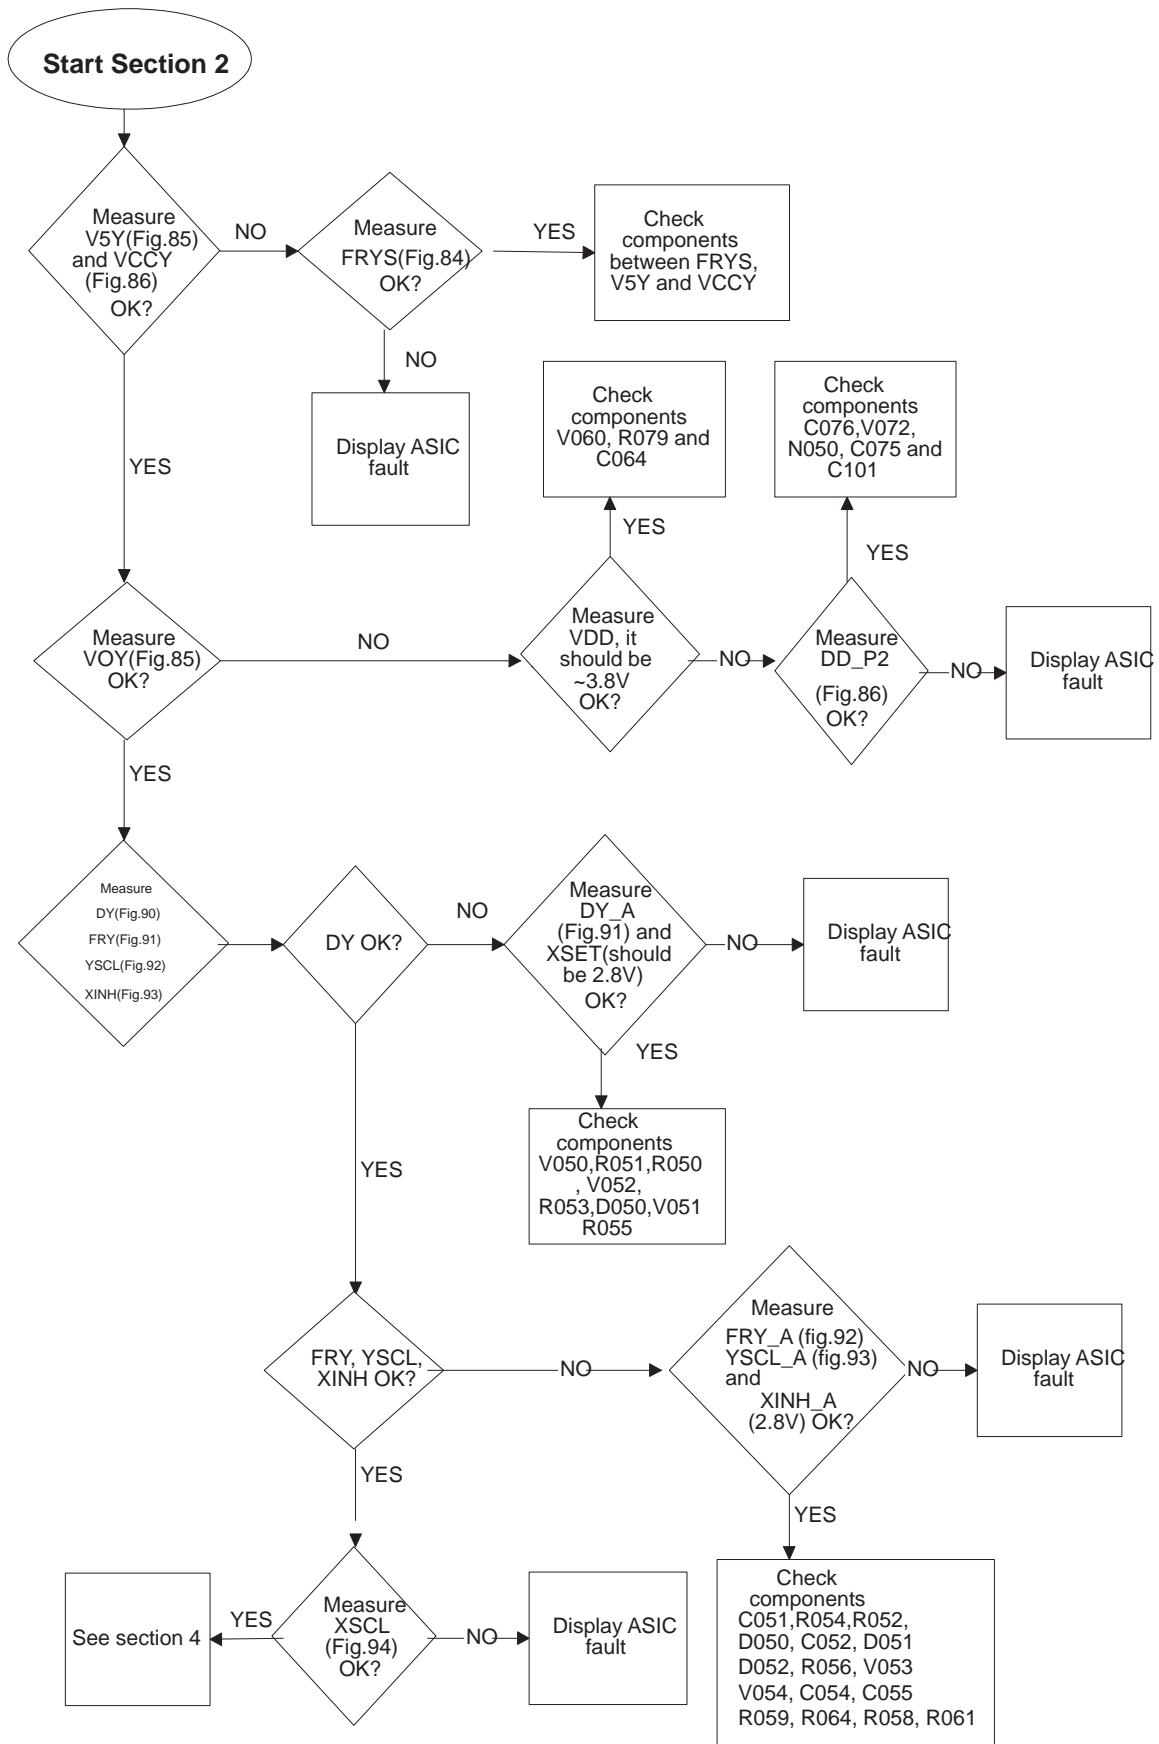 Start Section 2
Measure
V5Y(Fig.85)
and VCCY
(Fig.86)
OK?
NO
Measure
FRYS(Fig.84)
OK?
YES
Check
components
between FRYS,
V5Y and VCCY
NO
Display ASIC
fault
YES
Check
components
V060, R079 and
C064
Check
components
C076,V072,
N050, C075 and
C101
YES
YES
Measure
VOY(Fig.85)
OK?
NO
Measure
VDD, it
should be
~3.8V
OK?
NO
Measure
DD_P2
(Fig.86)
OK?
NO
Display ASIC
fault
YES
Measure
DY(Fig.90)
FRY(Fig.91)
YSCL(Fig.92)
XINH(Fig.93)
DY OK?
NO
Measure
DY_A
(Fig.91) and
XSET(should
be 2.8V)
OK?
NO
Display ASIC
fault
YES
Check
components
V050,R051,R050
, V052,
R053,D050,V051
R055
YES
FRY, YSCL,
XINH OK?
NO
Measure
FRY_A (fig.92)
YSCL_A (fig.93)
and
XINH_A
(2.8V) OK?
NO
Display ASIC
fault
YES
YES
Check
components
C051,R054,R052,
D050, C052, D051
D052, R056, V053
V054, C054, C055
R059, R064, R058, R061
Measure
XSCL
(Fig.94)
OK?
YES
See section 4
NO
Display ASIC
fault